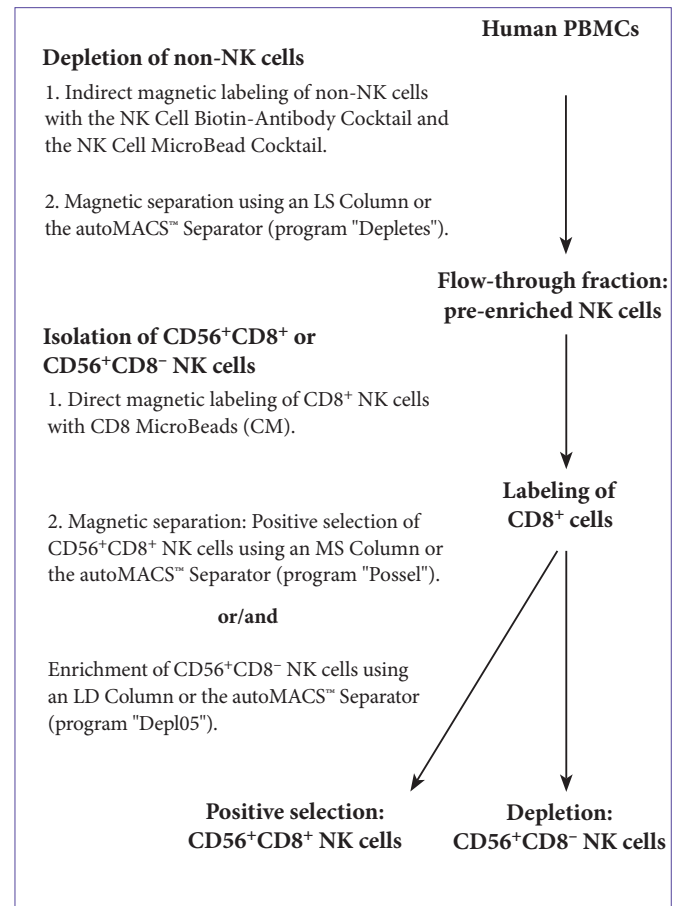 Human PBMCs
Depletion of non-NK cells
1. Indirect magnetic labeling of non-NK cells
with the NK Cell Biotin-Antibody Cocktail and
the NK Cell MicroBead Cocktail.
2. Magnetic separation using an LS Column or
the autoMACS™ Separator (program "Depletes").
Flow-through fraction:
pre-enriched NK cells
Isolation of CD56⁺CD8⁺ or
CD56⁺CD8⁻ NK cells
1. Direct magnetic labeling of CD8⁺ NK cells
with CD8 MicroBeads (CM).
Labeling of
CD8⁺ cells
2. Magnetic separation: Positive selection of
CD56⁺CD8⁺ NK cells using an MS Column or
the autoMACS™ Separator (program "Possel").
or/and
Enrichment of CD56⁺CD8⁻ NK cells using
an LD Column or the autoMACS™ Separator
(program "Depl05").
Positive selection:
CD56⁺CD8⁺ NK cells
Depletion:
CD56⁺CD8⁻ NK cells